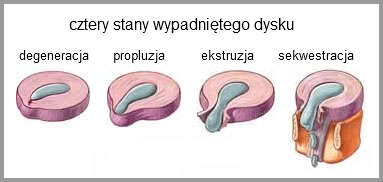 cztery stany wypadniętego dysku
degeneracja propluzja ekstruzja sekwestracja